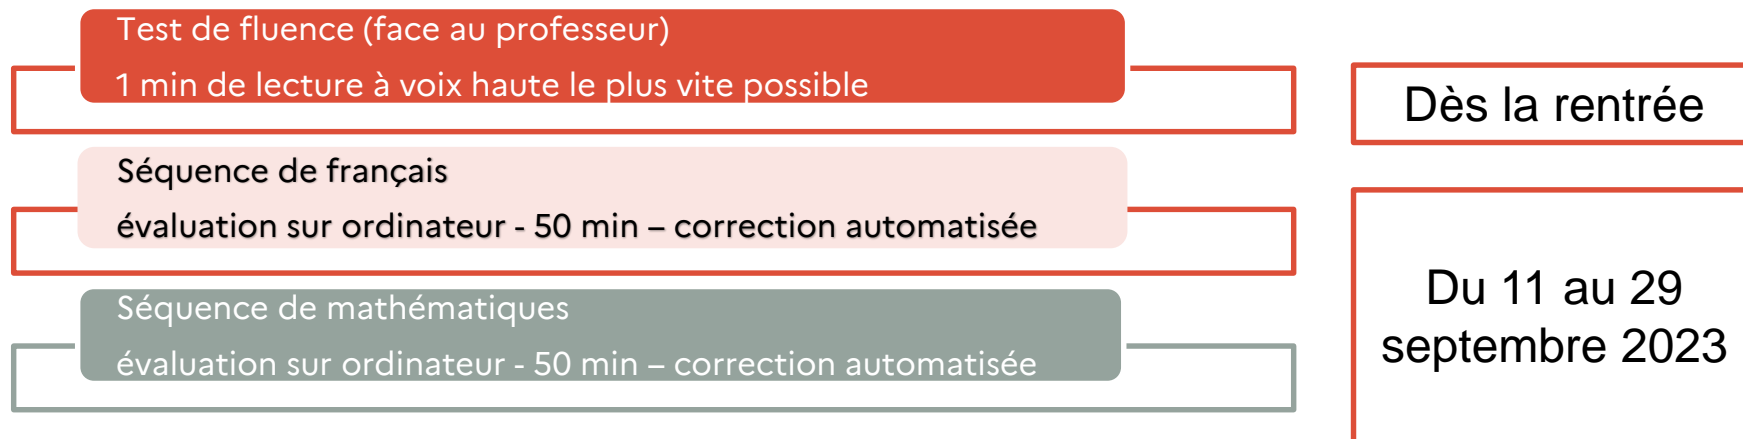 Test de fluence (face au professeur)
1 min de lecture à voix haute le plus vite possible
Dès la rentrée
Séquence de français
évaluation sur ordinateur - 50 min – correction automatisée
Séquence de mathématiques
évaluation sur ordinateur - 50 min – correction automatisée
Du 11 au 29
septembre 2023